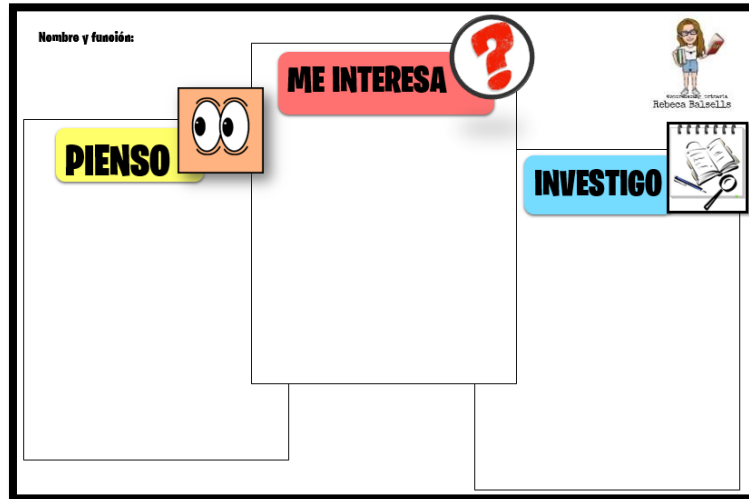 Nombre y función:
ME INTERESA
Rebeca Balsells
PIENSO
INVESTIGO